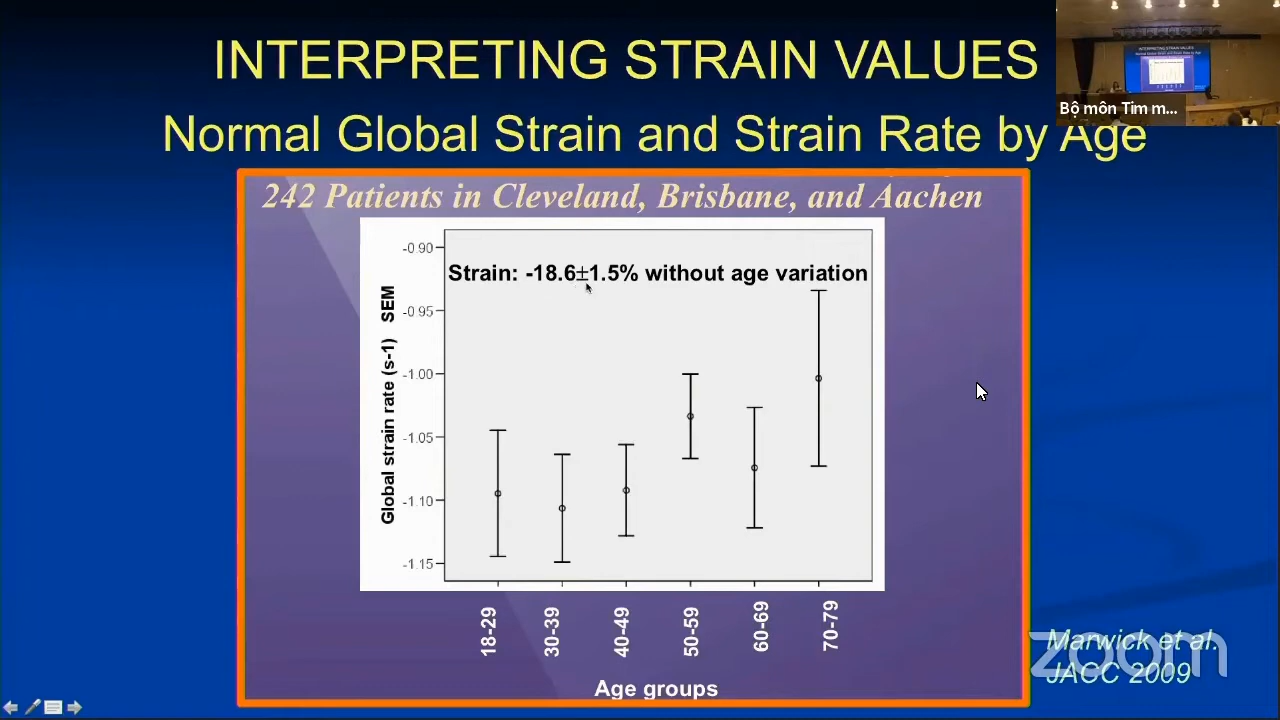 INTERPRETING STRAIN VALUES
Normal Global Strain and Strain Rate by Age
Bộ môn Tim m...
242 Patients in Cleveland, Brisbane, and Aachen
Strain: -18.6±1.5% without age variation
Global strain rate (s-1) SEM
-0.90
-0.95
-1.00
-1.05
-1.10
-1.15
18-29
30-39
40-49
50-59
60-69
70-79
Age groups
Marwick et al.
JACC 2009
zoom